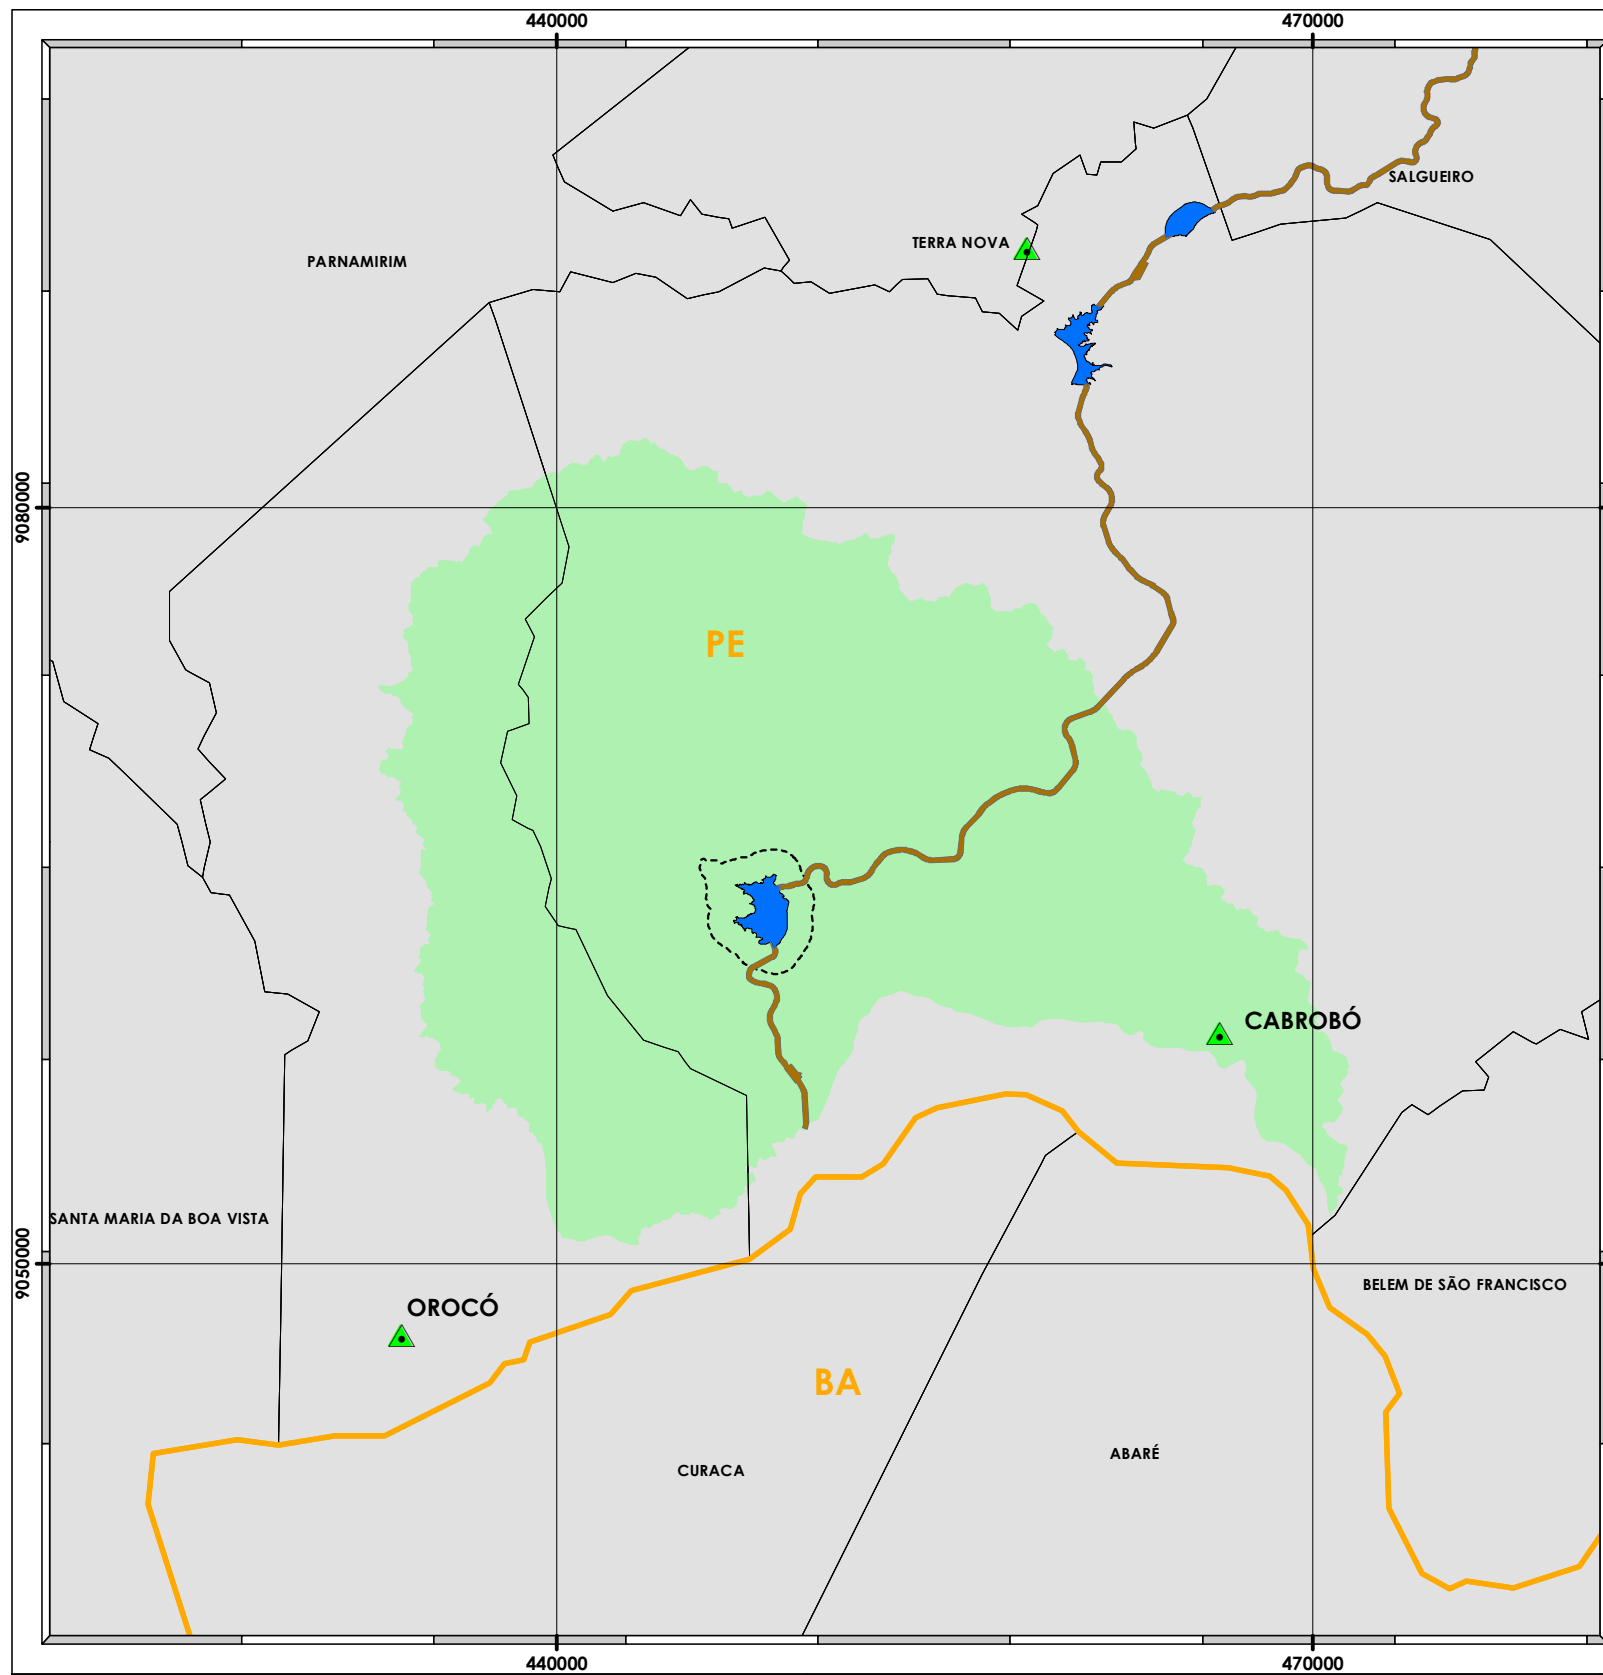 440000
470000
SALGUEIRO
TERRA NOVA
PARNAMIRIM
9080000
PE
CABROBÓ
SANTA MARIA DA BOA VISTA
9050000
BELEM DE SÃO FRANCISCO
OROCÓ
BA
ABARÉ
CURACA
440000
470000